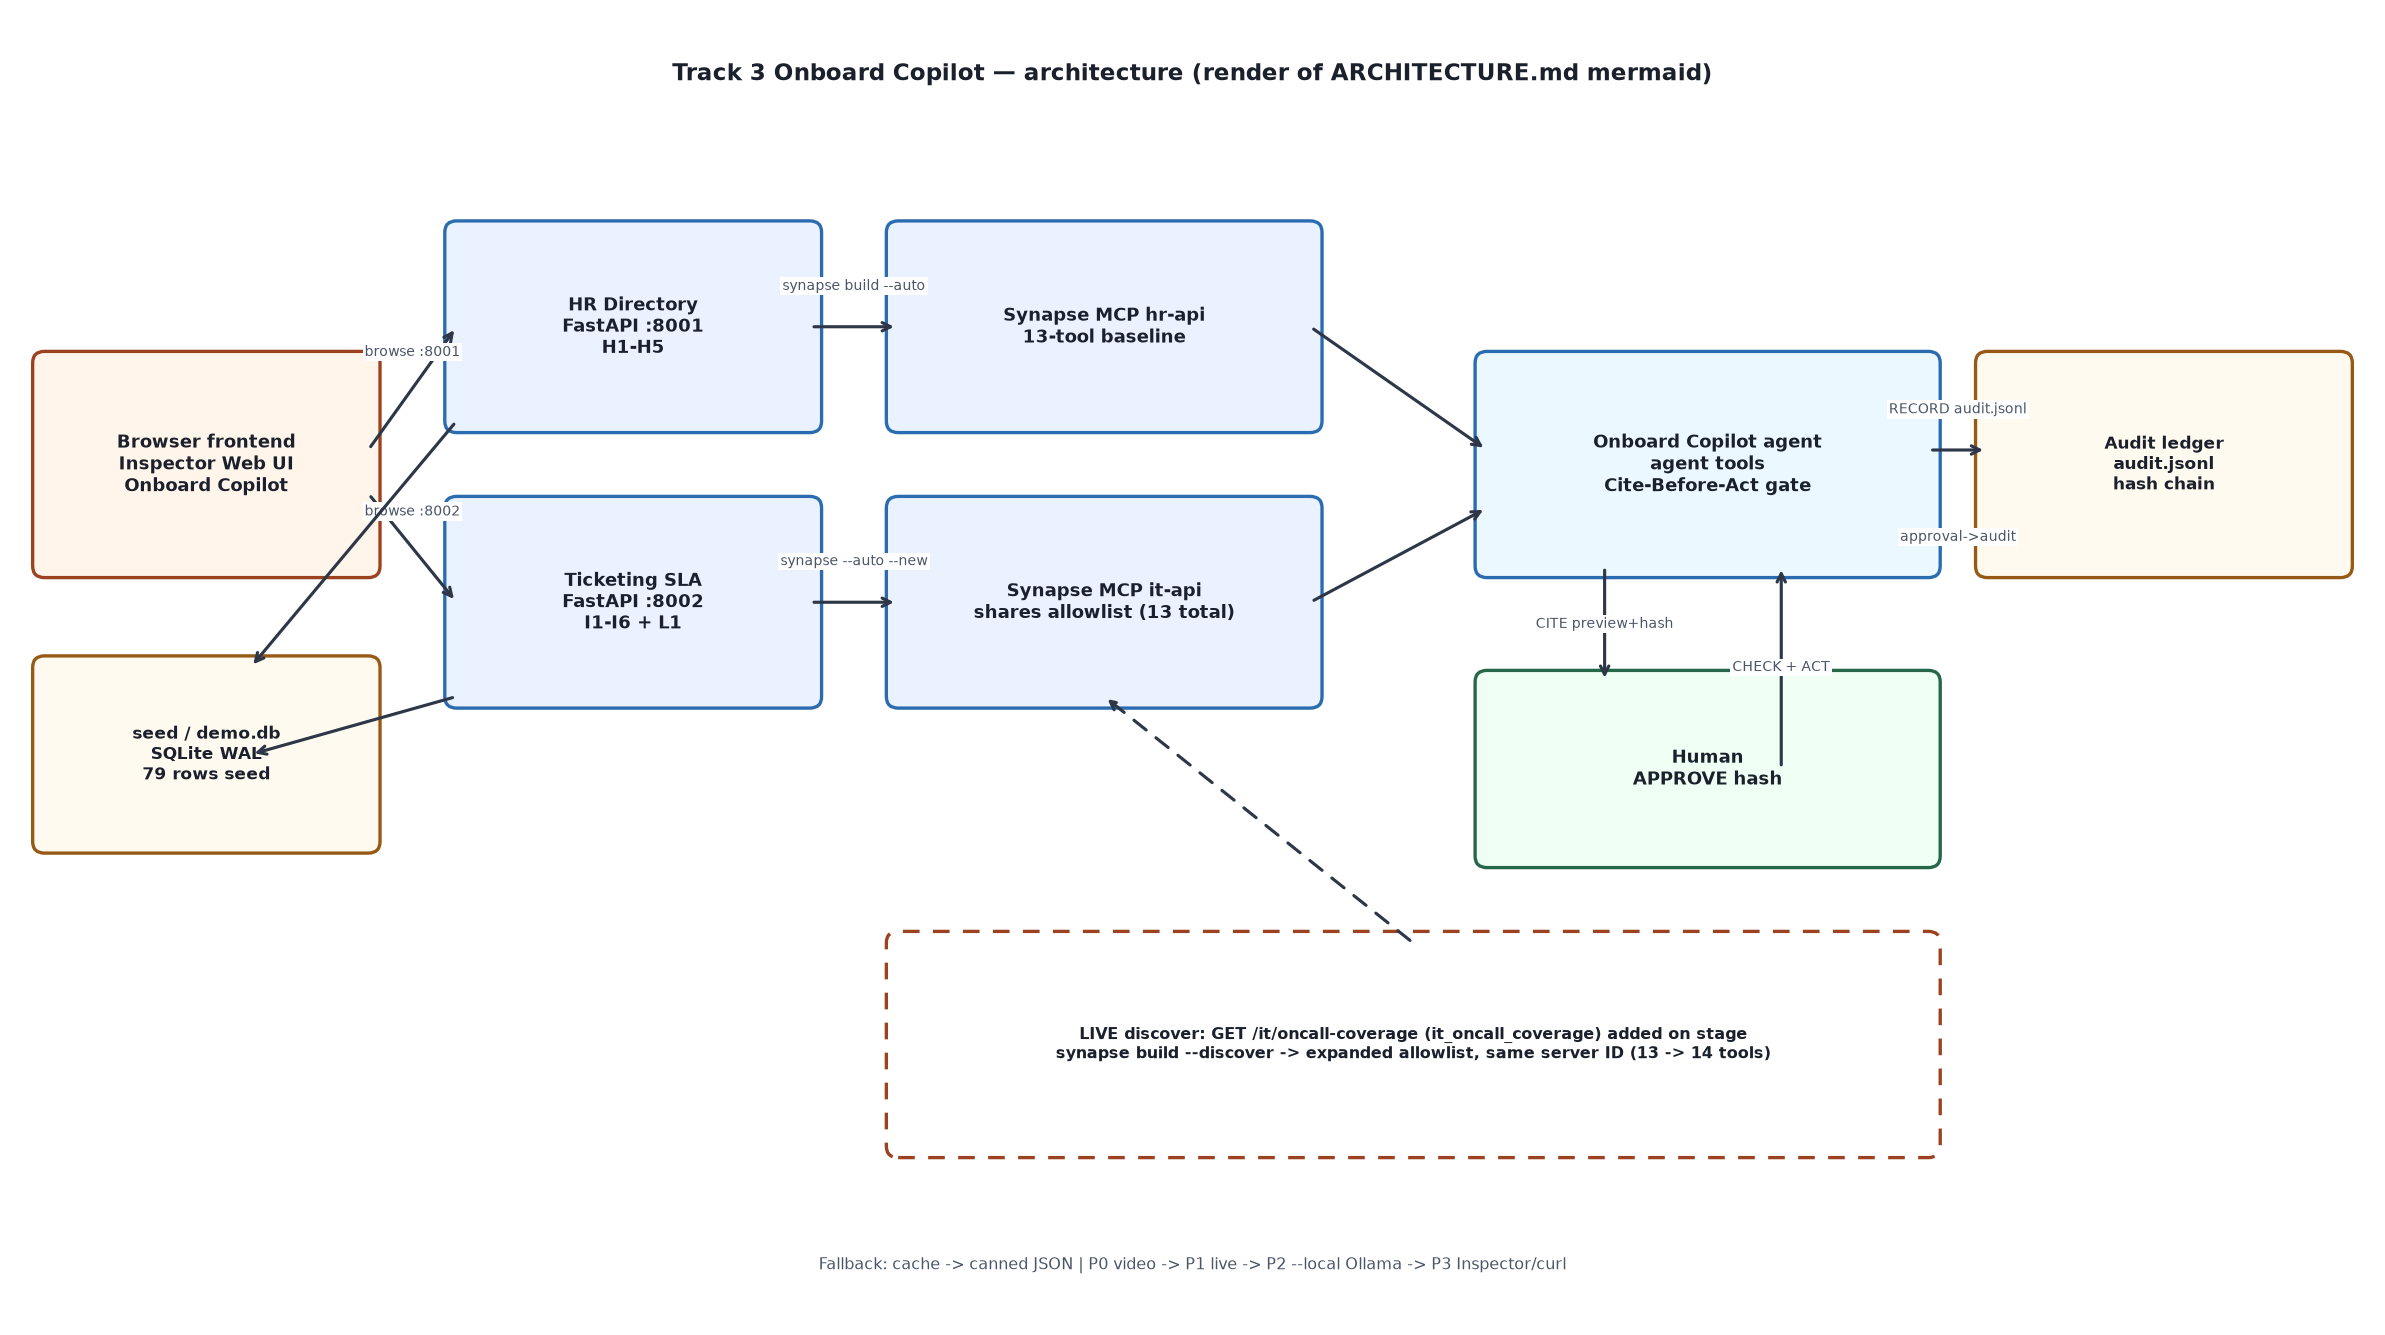 Track 3 Onboard Copilot — architecture (render of ARCHITECTURE.md mermaid)
Browser frontend
Inspector Web UI
Onboard Copilot
browse :8001
browse :8002
HR Directory
FastAPI :8001
H1-H5
synapse build --auto
Synapse MCP hr-api
13-tool baseline
Ticketing SLA
FastAPI :8002
I1-I6 + L1
synapse --auto --new
Synapse MCP it-api
shares allowlist (13 total)
Onboard Copilot agent
agent tools
Cite-Before-Act gate
RECORD audit.jsonl
approval->audit
Audit ledger
audit.jsonl
hash chain
CITE preview+hash
CHECK + ACT
Human
APPROVE hash
seed / demo.db
SQLite WAL
79 rows seed
LIVE discover: GET /it/oncall-coverage (it_oncall_coverage) added on stage
synapse build --discover -> expanded allowlist, same server ID (13 -> 14 tools)
Fallback: cache -> canned JSON | P0 video -> P1 live -> P2 --local Ollama -> P3 Inspector/curl